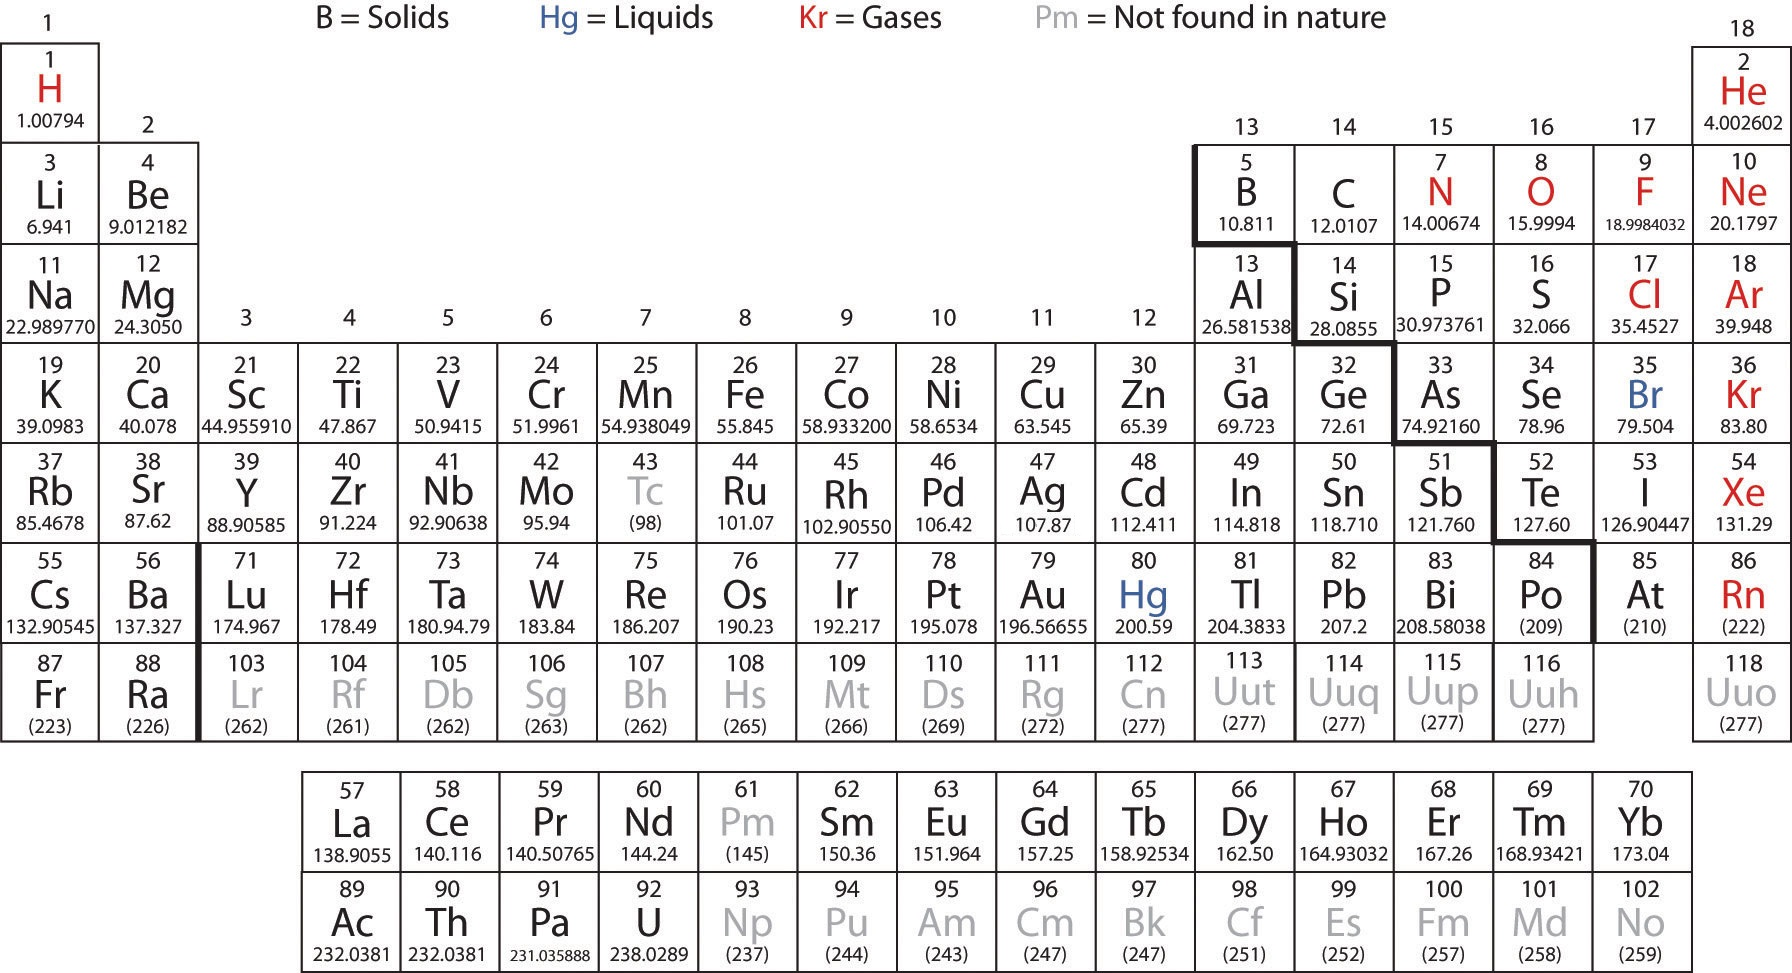 B = Solids Hg = Liquids Kr = Gases Pm = Not found in nature
1 18
1 2
H He
1.00794 4.002602
2 13 14 15 16 17
3 4 5 7 8 9 10
Li Be B C N O F Ne
6.941 9.012182 10.811 12.0107 14.00674 15.9994 18.9984032 20.1797
11 12 13 14 15 16 17 18
Na Mg Al Si P S Cl Ar
22.989770 24.3050 26.581538 28.0855 30.973761 32.066 35.4527 39.948
3 4 5 6 7 8 9 10 11 12
19 20 21 22 23 24 25 26 27 28 29 30 31 32 33 34 35 36
K Ca Sc Ti V Cr Mn Fe Co Ni Cu Zn Ga Ge As Se Br Kr
39.0983 40.078 44.955910 47.867 50.9415 51.9961 54.938049 55.845 58.933200 58.6534 63.545 65.39 69.723 72.61 74.92160 78.96 79.504 83.80
37 38 39 40 41 42 43 44 45 46 47 48 49 50 51 52 53 54
Rb Sr Y Zr Nb Mo Tc Ru Rh Pd Ag Cd In Sn Sb Te I Xe
85.4678 87.62 88.90585 91.224 92.90638 95.94 (98) 101.07 102.90550 106.42 107.87 112.411 114.818 118.710 121.760 127.60 126.90447 131.29
55 56 71 72 73 74 75 76 77 78 79 80 81 82 83 84 85 86
Cs Ba Lu Hf Ta W Re Os Ir Pt Au Hg Tl Pb Bi Po At Rn
132.90545 137.327 174.967 178.49 180.94.79 183.84 186.207 190.23 192.217 195.078 196.56655 200.59 204.3833 207.2 208.58038 (209) (210) (222)
87 88 103 104 105 106 107 108 109 110 111 112 113 114 115 116 118
Fr Ra Lr Rf Db Sg Bh Hs Mt Ds Rg Cn Uut Uuq Uup Uuh Uuo
(223) (226) (262) (261) (262) (263) (262) (265) (266) (269) (272) (277) (277) (277) (277) (277) (277)
57 58 59 60 61 62 63 64 65 66 67 68 69 70
La Ce Pr Nd Pm Sm Eu Gd Tb Dy Ho Er Tm Yb
138.9055 140.116 140.50765 144.24 (145) 150.36 151.964 157.25 158.92534 162.50 164.93032 167.26 168.93421 173.04
89 90 91 92 93 94 95 96 97 98 99 100 101 102
Ac Th Pa U Np Pu Am Cm Bk Cf Es Fm Md No
232.0381 232.0381 231.035888 238.0289 (237) (244) (243) (247) (247) (251) (252) (257) (258) (259)